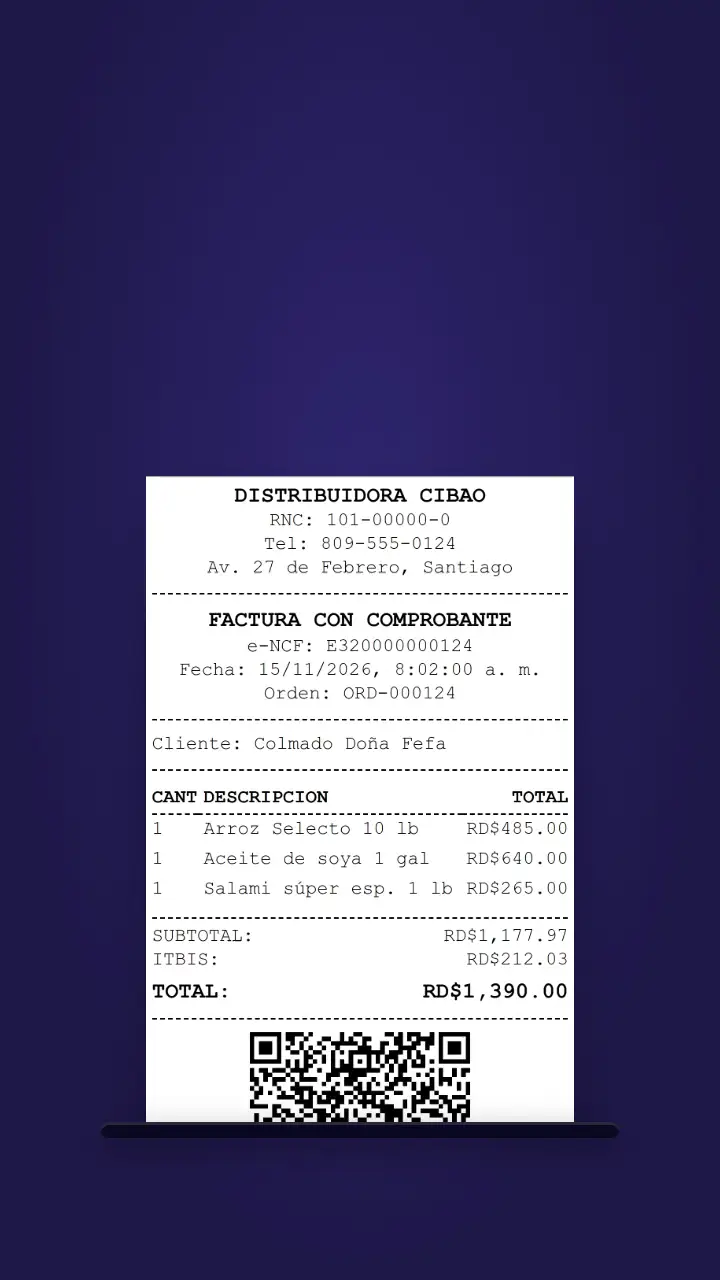 DISTRIBUIDORA CIBAO
RNC: 101-00000-0
Tel: 809-555-0124
Av. 27 de Febrero, Santiago
FACTURA CON COMPROBANTE
e-NCF: E320000000124
Fecha: 15/11/2026, 8:02:00 a. m.
Orden: ORD-000124
Cliente: Colmado Doña Fefa
CANT DESCRIPCION TOTAL
1 Arroz Selecto 10 lb RD$485.00
1 Aceite de soya 1 gal RD$640.00
1 Salami súper esp. 1 lb RD$265.00
SUBTOTAL: RD$1,177.97
ITBIS: RD$212.03
TOTAL: RD$1,390.00